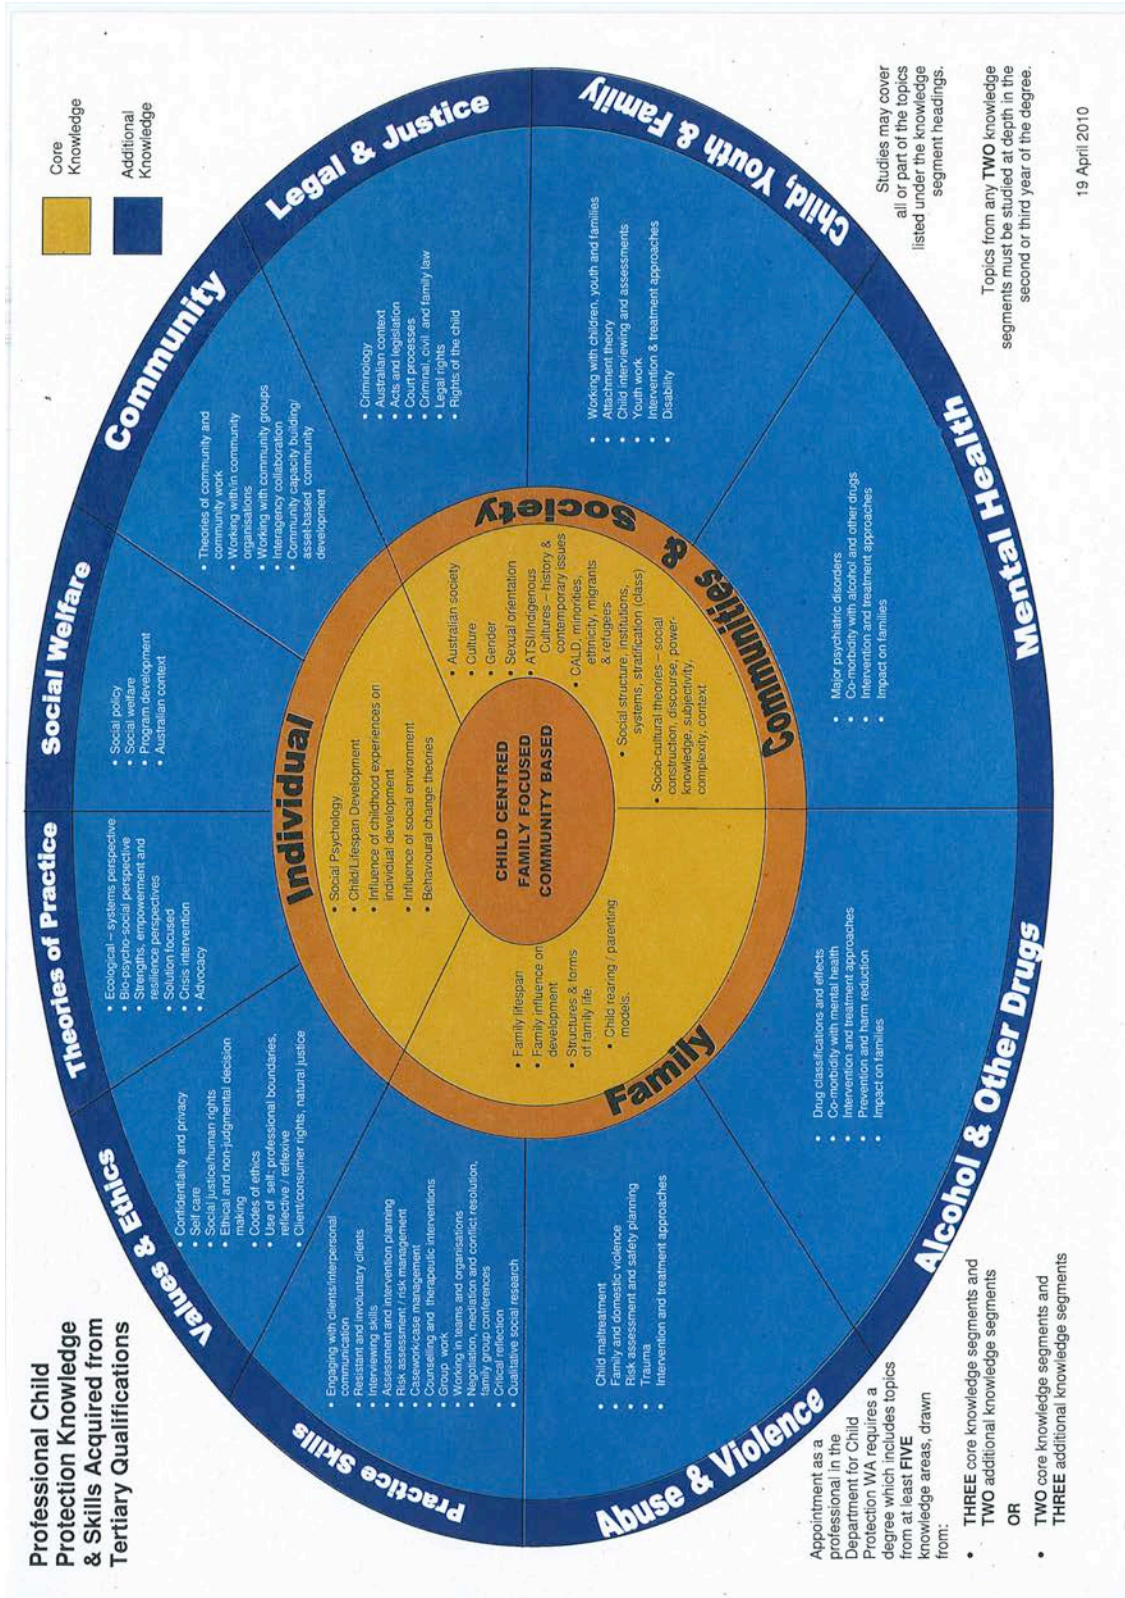 Professional Child
Protection Knowledge
& Skills Acquired from
Tertiary Qualifications
Core
Knowledge
Additional
Knowledge
Practice Skills
• Engaging with clients/interpersonal
communication
• Resistant and involuntary clients
• Interviewing skills
• Assessment and intervention planning
• Risk assessment / risk management
• Casework/case management
• Counselling and therapeutic interventions
• Group work
• Working in teams and organisations
• Negotiation, mediation and conflict resolution,
family group conferences
• Critical reflection
• Qualitative social research
Values & Ethics
• Confidentiality and privacy
• Self care
• Social justice/human rights
• Ethical and non-judgmental decision
making
• Codes of ethics
• Use of self: professional boundaries,
reflective / reflexive
• Client/consumer rights, natural justice
Theories of Practice
• Ecological – systems perspective
• Bio-psycho-social perspective
• Strengths, empowerment and
resilience perspectives
• Solution focused
• Crisis intervention
• Advocacy
Social Welfare
• Social policy
• Social welfare
• Program development
• Australian context
Community
• Theories of community and
community work
• Working with/in community
organisations
• Working with community groups
• Interagency collaboration
• Community capacity building/
asset-based community
development
Legal & Justice
• Criminology
• Australian context
• Acts and legislation
• Court processes
• Criminal, civil and family law
• Legal rights
• Rights of the child
Individual
• Social Psychology
• Child/Lifespan Development
• Influence of childhood experiences on
individual development
• Influence of social environment
• Behavioural change theories
CHILD CENTRED
FAMILY FOCUSED
COMMUNITY BASED
Family
• Family lifespan
• Family influence on
development
• Structures & forms
of family life
• Child rearing / parenting
models.
Communities & Society
• Australian society
• Culture
• Gender
• Sexual orientation
• ATSI/Indigenous
Cultures – history &
contemporary issues
• CALD, minorities,
ethnicity, migrants
& refugees
• Social structure, institutions,
systems, stratification (class)
• Socio-cultural theories – social
construction, discourse, power-
knowledge, subjectivity,
complexity, context
Abuse & Violence
• Child maltreatment
• Family and domestic violence
• Risk assessment and safety planning
• Trauma
• Intervention and treatment approaches
Alcohol & Other Drugs
• Drug classifications and effects
• Co-morbidity with mental health
• Intervention and treatment approaches
• Prevention and harm reduction
• Impact on families
Mental Health
• Major psychiatric disorders
• Co-morbidity with alcohol and other drugs
• Intervention and treatment approaches
• Impact on families
Child, Youth & Family
• Working with children, youth and families
• Attachment theory
• Child interviewing and assessments
• Youth work
• Intervention & treatment approaches
• Disability
Appointment as a
professional in the
Department for Child
Protection WA requires a
degree which includes topics
from at least FIVE
knowledge areas, drawn
from:
• THREE core knowledge segments and
TWO additional knowledge segments
OR
• TWO core knowledge segments and
THREE additional knowledge segments
Studies may cover
all or part of the topics
listed under the knowledge
segment headings.
Topics from any TWO knowledge
segments must be studied at depth in the
second or third year of the degree.
19 April 2010